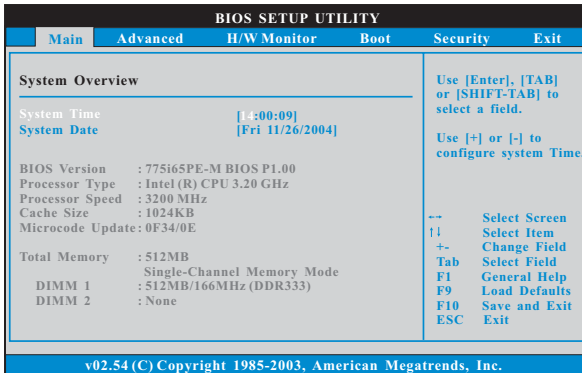 BIOS SETUP UTILITY
Main Advanced H/W Monitor Boot Security Exit
System Overview
System Time [14:00:09]
System Date [Fri 11/26/2004]
BIOS Version : 775i65PE-M BIOS P1.00
Processor Type : Intel (R) CPU 3.20 GHz
Processor Speed : 3200 MHz
Cache Size : 1024KB
Microcode Update : 0F34/0E
Total Memory : 512MB
Single-Channel Memory Mode
DIMM 1 : 512MB/166MHz (DDR333)
DIMM 2 : None
Use [Enter], [TAB]
or [SHIFT-TAB] to
select a field.
Use [+] or [-] to
configure system Time.
←→ Select Screen
↑↓ Select Item
+- Change Field
Tab Select Field
F1 General Help
F9 Load Defaults
F10 Save and Exit
ESC Exit
v02.54 (C) Copyright 1985-2003, American Megatrends, Inc.